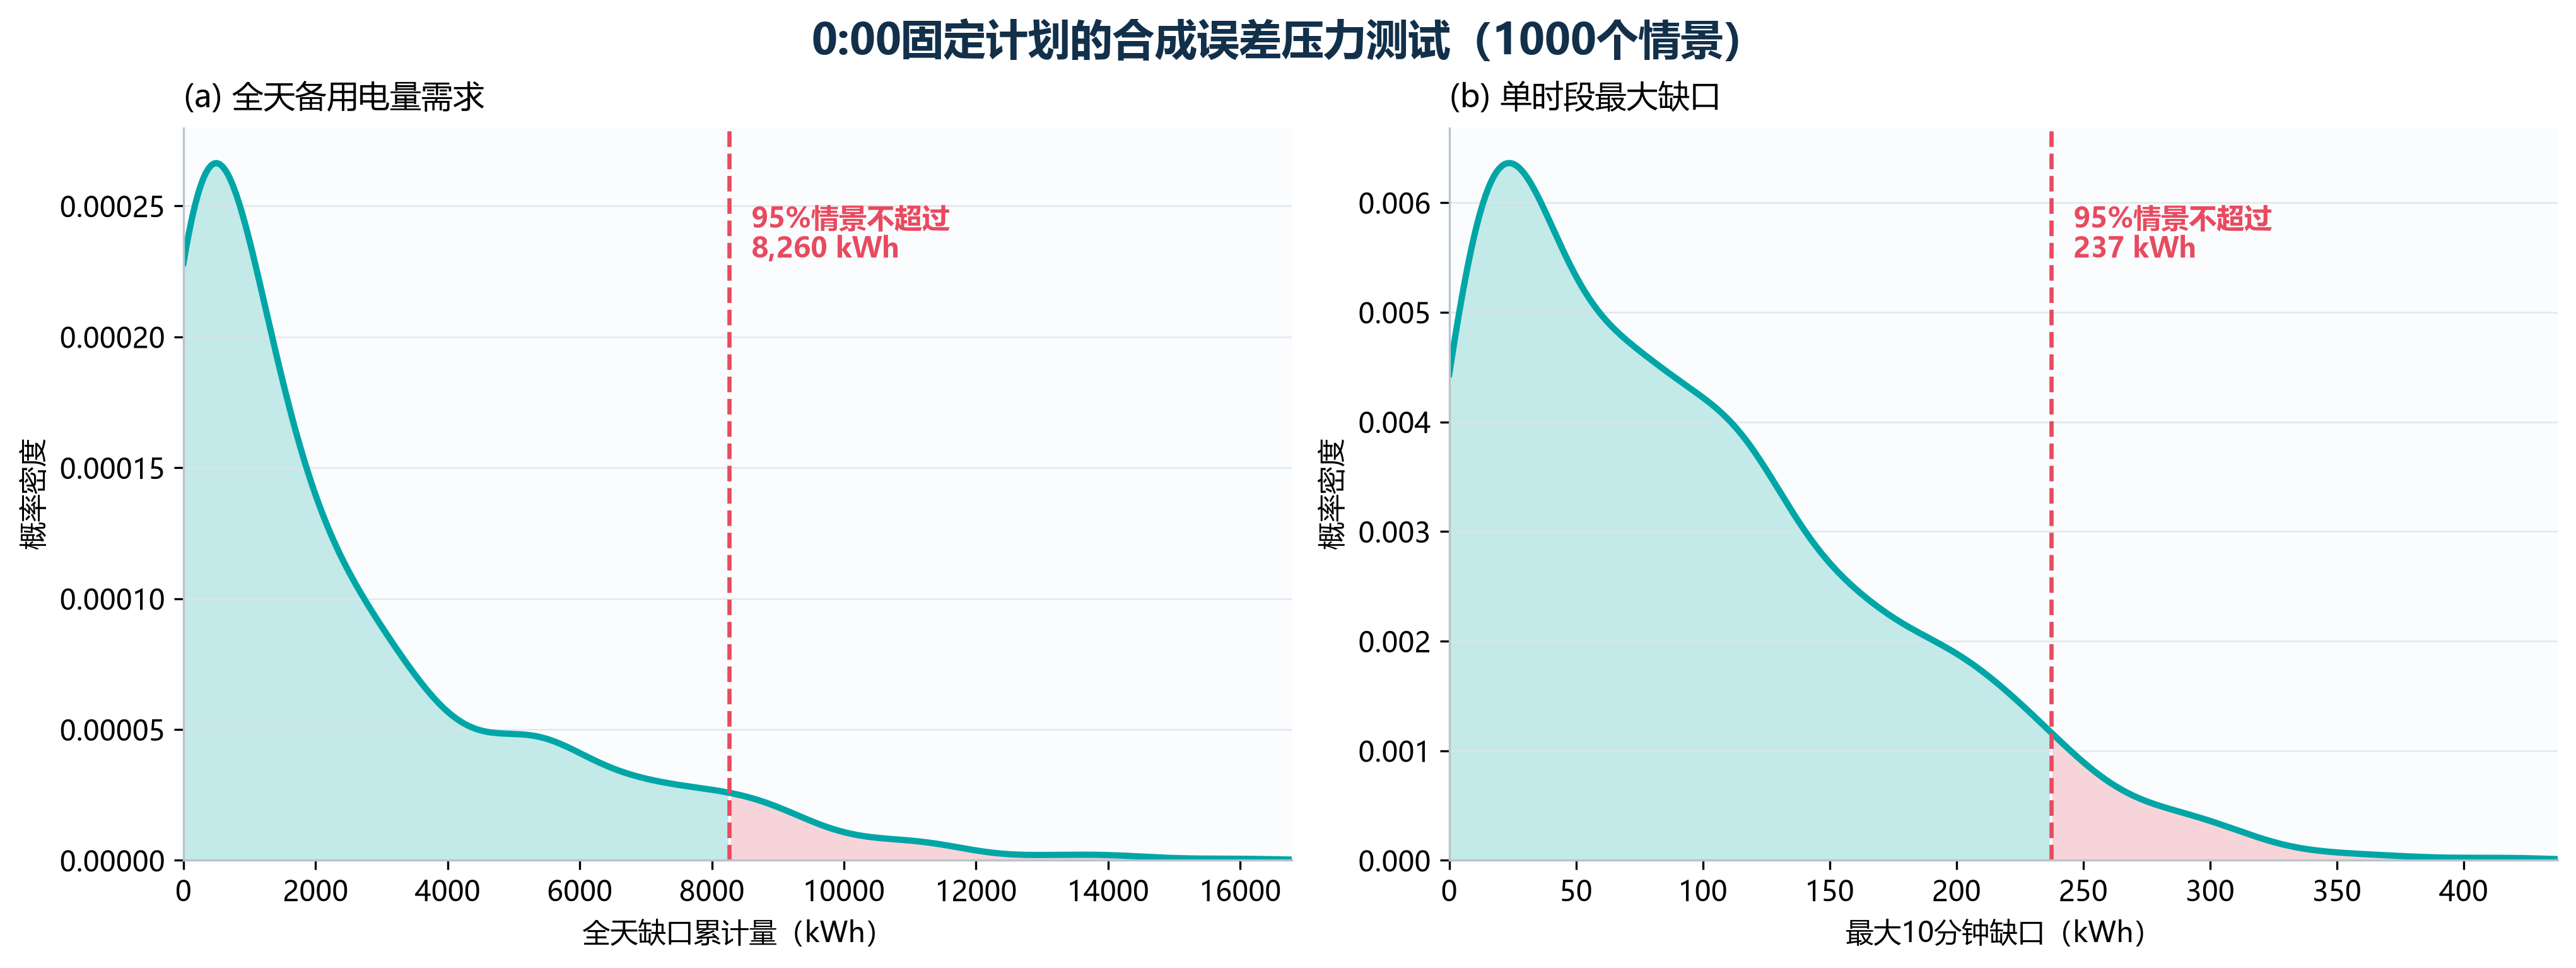 0:00固定计划的合成误差压力测试（1000个情景）
(a) 全天备用电量需求
概率密度
0.00025
0.00020
0.00015
0.00010
0.00005
0.00000
95%情景不超过
8,260 kWh
0 2000 4000 6000 8000 10000 12000 14000 16000
全天缺口累计量（kWh）
(b) 单时段最大缺口
概率密度
0.006
0.005
0.004
0.003
0.002
0.001
0.000
95%情景不超过
237 kWh
0 50 100 150 200 250 300 350 400
最大10分钟缺口（kWh）